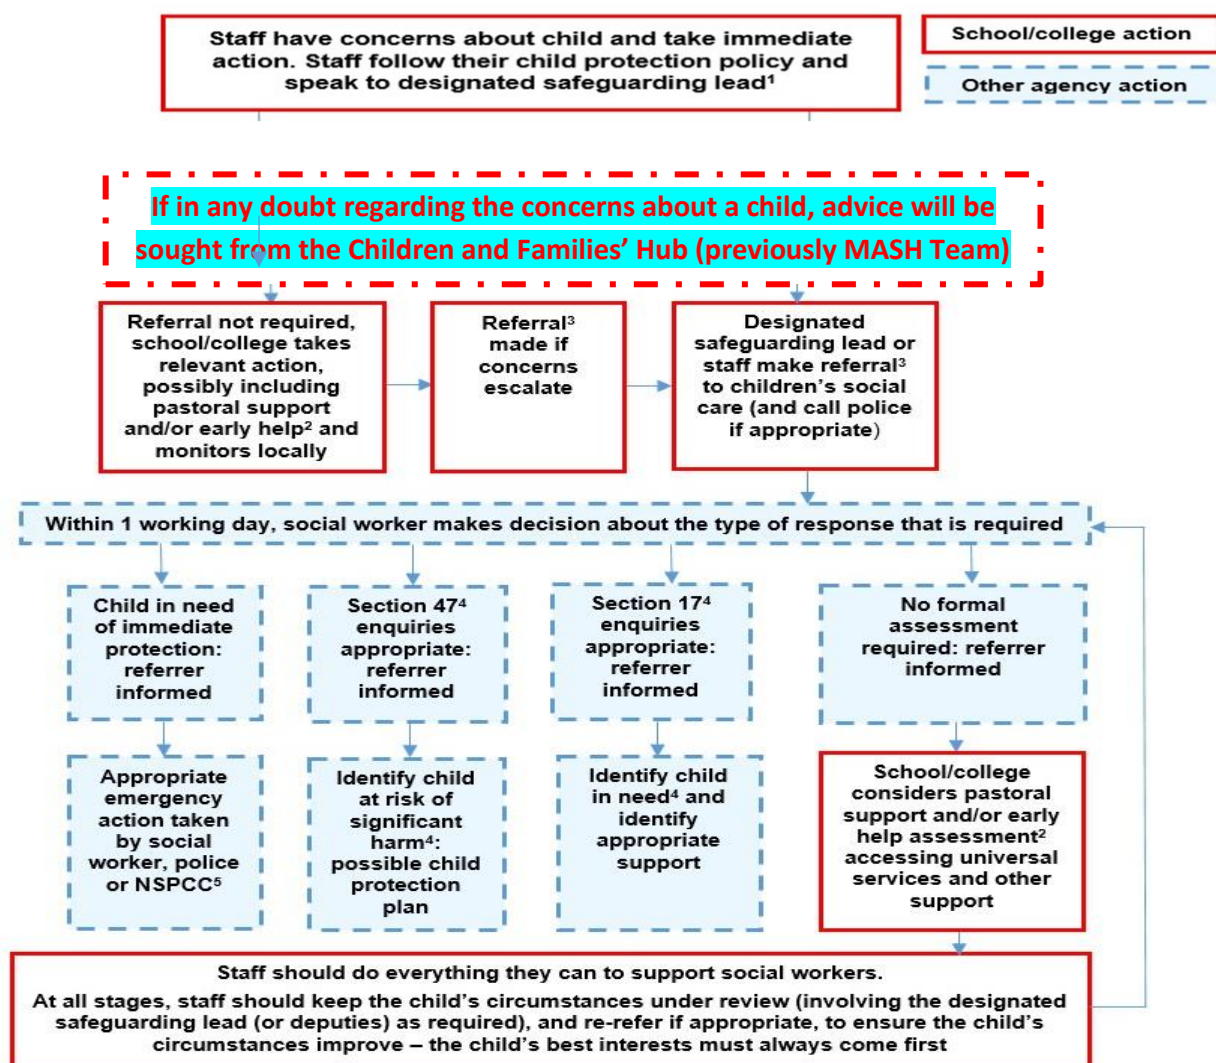 Staff have concerns about child and take immediate
action. Staff follow their child protection policy and
speak to designated safeguarding lead¹
School/college action
Other agency action
If in any doubt regarding the concerns about a child, advice will be
sought from the Children and Families’ Hub (previously MASH Team)
Referral not required,
school/college takes
relevant action,
possibly including
pastoral support
and/or early help² and
monitors locally
Referral³
made if
concerns
escalate
Designated
safeguarding lead or
staff make referral³
to children’s social
care (and call police
if appropriate)
Within 1 working day, social worker makes decision about the type of response that is required
Child in need
of immediate
protection:
referrer
informed
Section 47⁴
enquiries
appropriate:
referrer
informed
Section 17⁴
enquiries
appropriate:
referrer
informed
No formal
assessment
required: referrer
informed
Appropriate
emergency
action taken
by social
worker, police
or NSPCC⁵
Identify child
at risk of
significant
harm⁴:
possible child
protection
plan
Identify child
in need⁴ and
identify
appropriate
support
School/college
considers pastoral
support and/or early
help assessment²
accessing universal
services and other
support
Staff should do everything they can to support social workers.
At all stages, staff should keep the child’s circumstances under review (involving the designated
safeguarding lead (or deputies) as required), and re-refer if appropriate, to ensure the child’s
circumstances improve – the child’s best interests must always come first